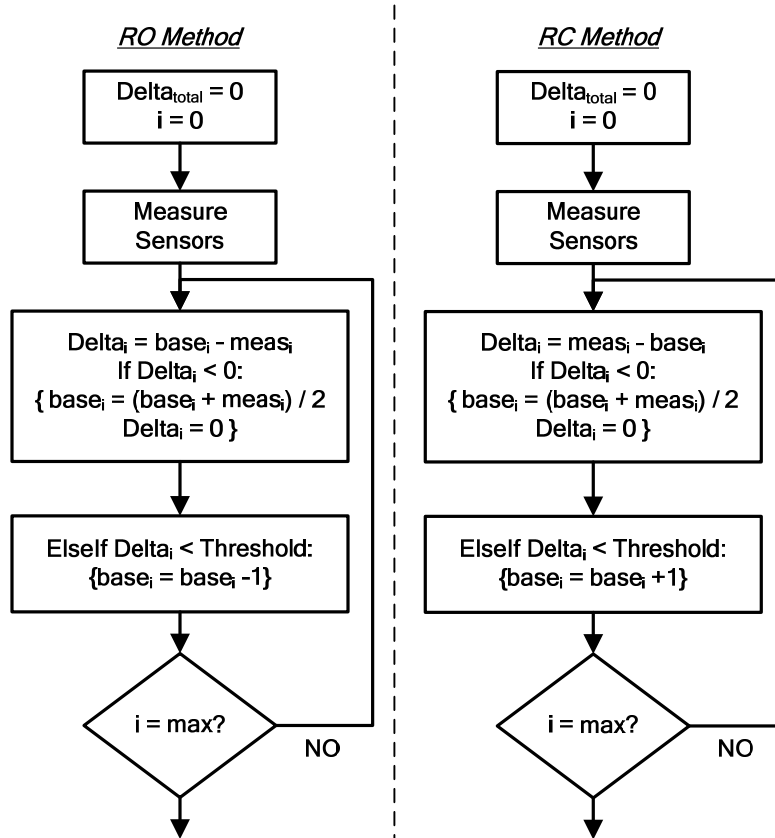 RO Method
Delta_total = 0
i = 0
Measure
Sensors
Delta_i = base_i - meas_i
If Delta_i < 0:
{ base_i = (base_i + meas_i) / 2
Delta_i = 0 }
ElseIf Delta_i < Threshold:
{base_i = base_i -1}
i = max?
NO
RC Method
Delta_total = 0
i = 0
Measure
Sensors
Delta_i = meas_i - base_i
If Delta_i < 0:
{ base_i = (base_i + meas_i) / 2
Delta_i = 0 }
ElseIf Delta_i < Threshold:
{base_i = base_i +1}
i = max?
NO